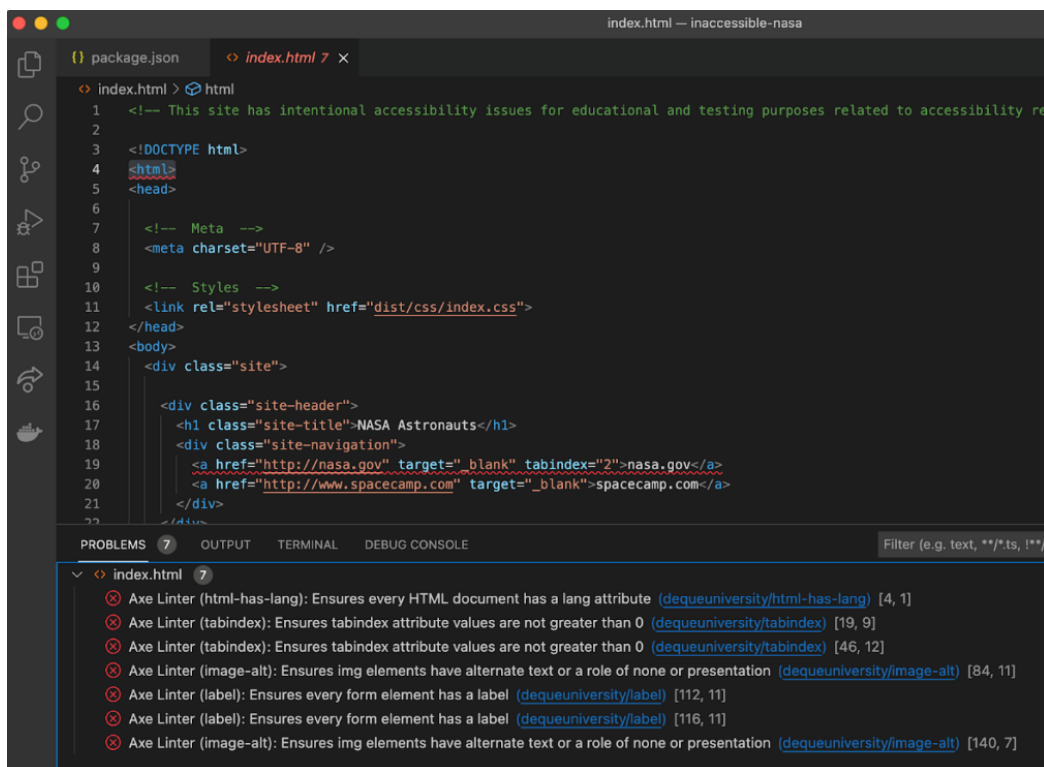 index.html — inaccessible-nasa
{} package.json <> index.html 7 ×
<> index.html > html
1 <!-- This site has intentional accessibility issues for educational and testing purposes related to accessibility re
2
3 <!DOCTYPE html>
4 <html>
5 <head>
6
7 <!-- Meta -->
8 <meta charset="UTF-8" />
9
10 <!-- Styles -->
11 <link rel="stylesheet" href="dist/css/index.css">
12 </head>
13 <body>
14 <div class="site">
15
16 <div class="site-header">
17 <h1 class="site-title">NASA Astronauts</h1>
18 <div class="site-navigation">
19 <a href="http://nasa.gov" target="_blank" tabindex="2">nasa.gov</a>
20 <a href="http://www.spacecamp.com" target="_blank">spacecamp.com</a>
21 </div>
22 </div>
PROBLEMS 7 OUTPUT TERMINAL DEBUG CONSOLE Filter (e.g. text, **/*.ts, !**/
<> index.html 7
Axe Linter (html-has-lang): Ensures every HTML document has a lang attribute (dequeuniversity/html-has-lang) [4, 1]
Axe Linter (tabindex): Ensures tabindex attribute values are not greater than 0 (dequeuniversity/tabindex) [19, 9]
Axe Linter (tabindex): Ensures tabindex attribute values are not greater than 0 (dequeuniversity/tabindex) [46, 12]
Axe Linter (image-alt): Ensures img elements have alternate text or a role of none or presentation (dequeuniversity/image-alt) [84, 11]
Axe Linter (label): Ensures every form element has a label (dequeuniversity/label) [112, 11]
Axe Linter (label): Ensures every form element has a label (dequeuniversity/label) [116, 11]
Axe Linter (image-alt): Ensures img elements have alternate text or a role of none or presentation (dequeuniversity/image-alt) [140, 7]